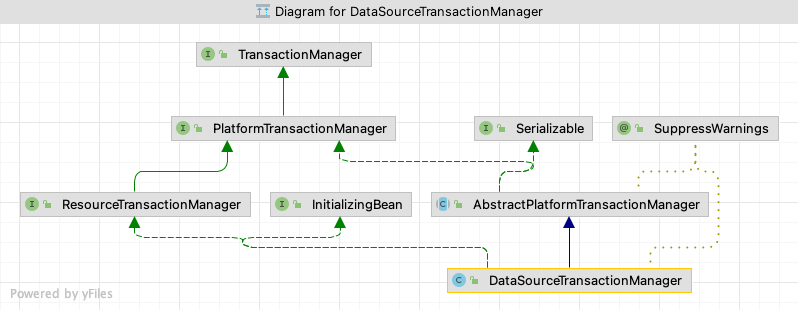 Diagram for DataSourceTransactionManager
I TransactionManager
I PlatformTransactionManager
I Serializable
@ SuppressWarnings
I ResourceTransactionManager
I InitializingBean
C AbstractPlatformTransactionManager
C DataSourceTransactionManager
Powered by yFiles